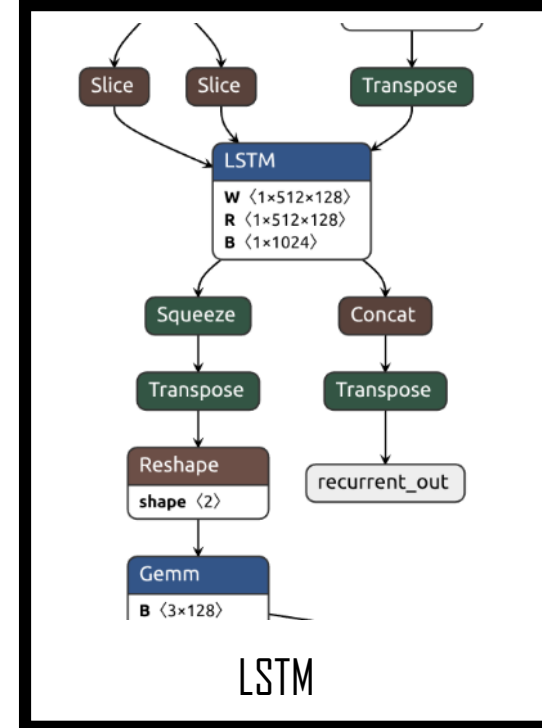 Slice
Slice
Transpose
LSTM
W 〈1×512×128〉
R 〈1×512×128〉
B 〈1×1024〉
Squeeze
Concat
Transpose
Transpose
Reshape
shape 〈2〉
recurrent_out
Gemm
B 〈3×128〉
LSTM